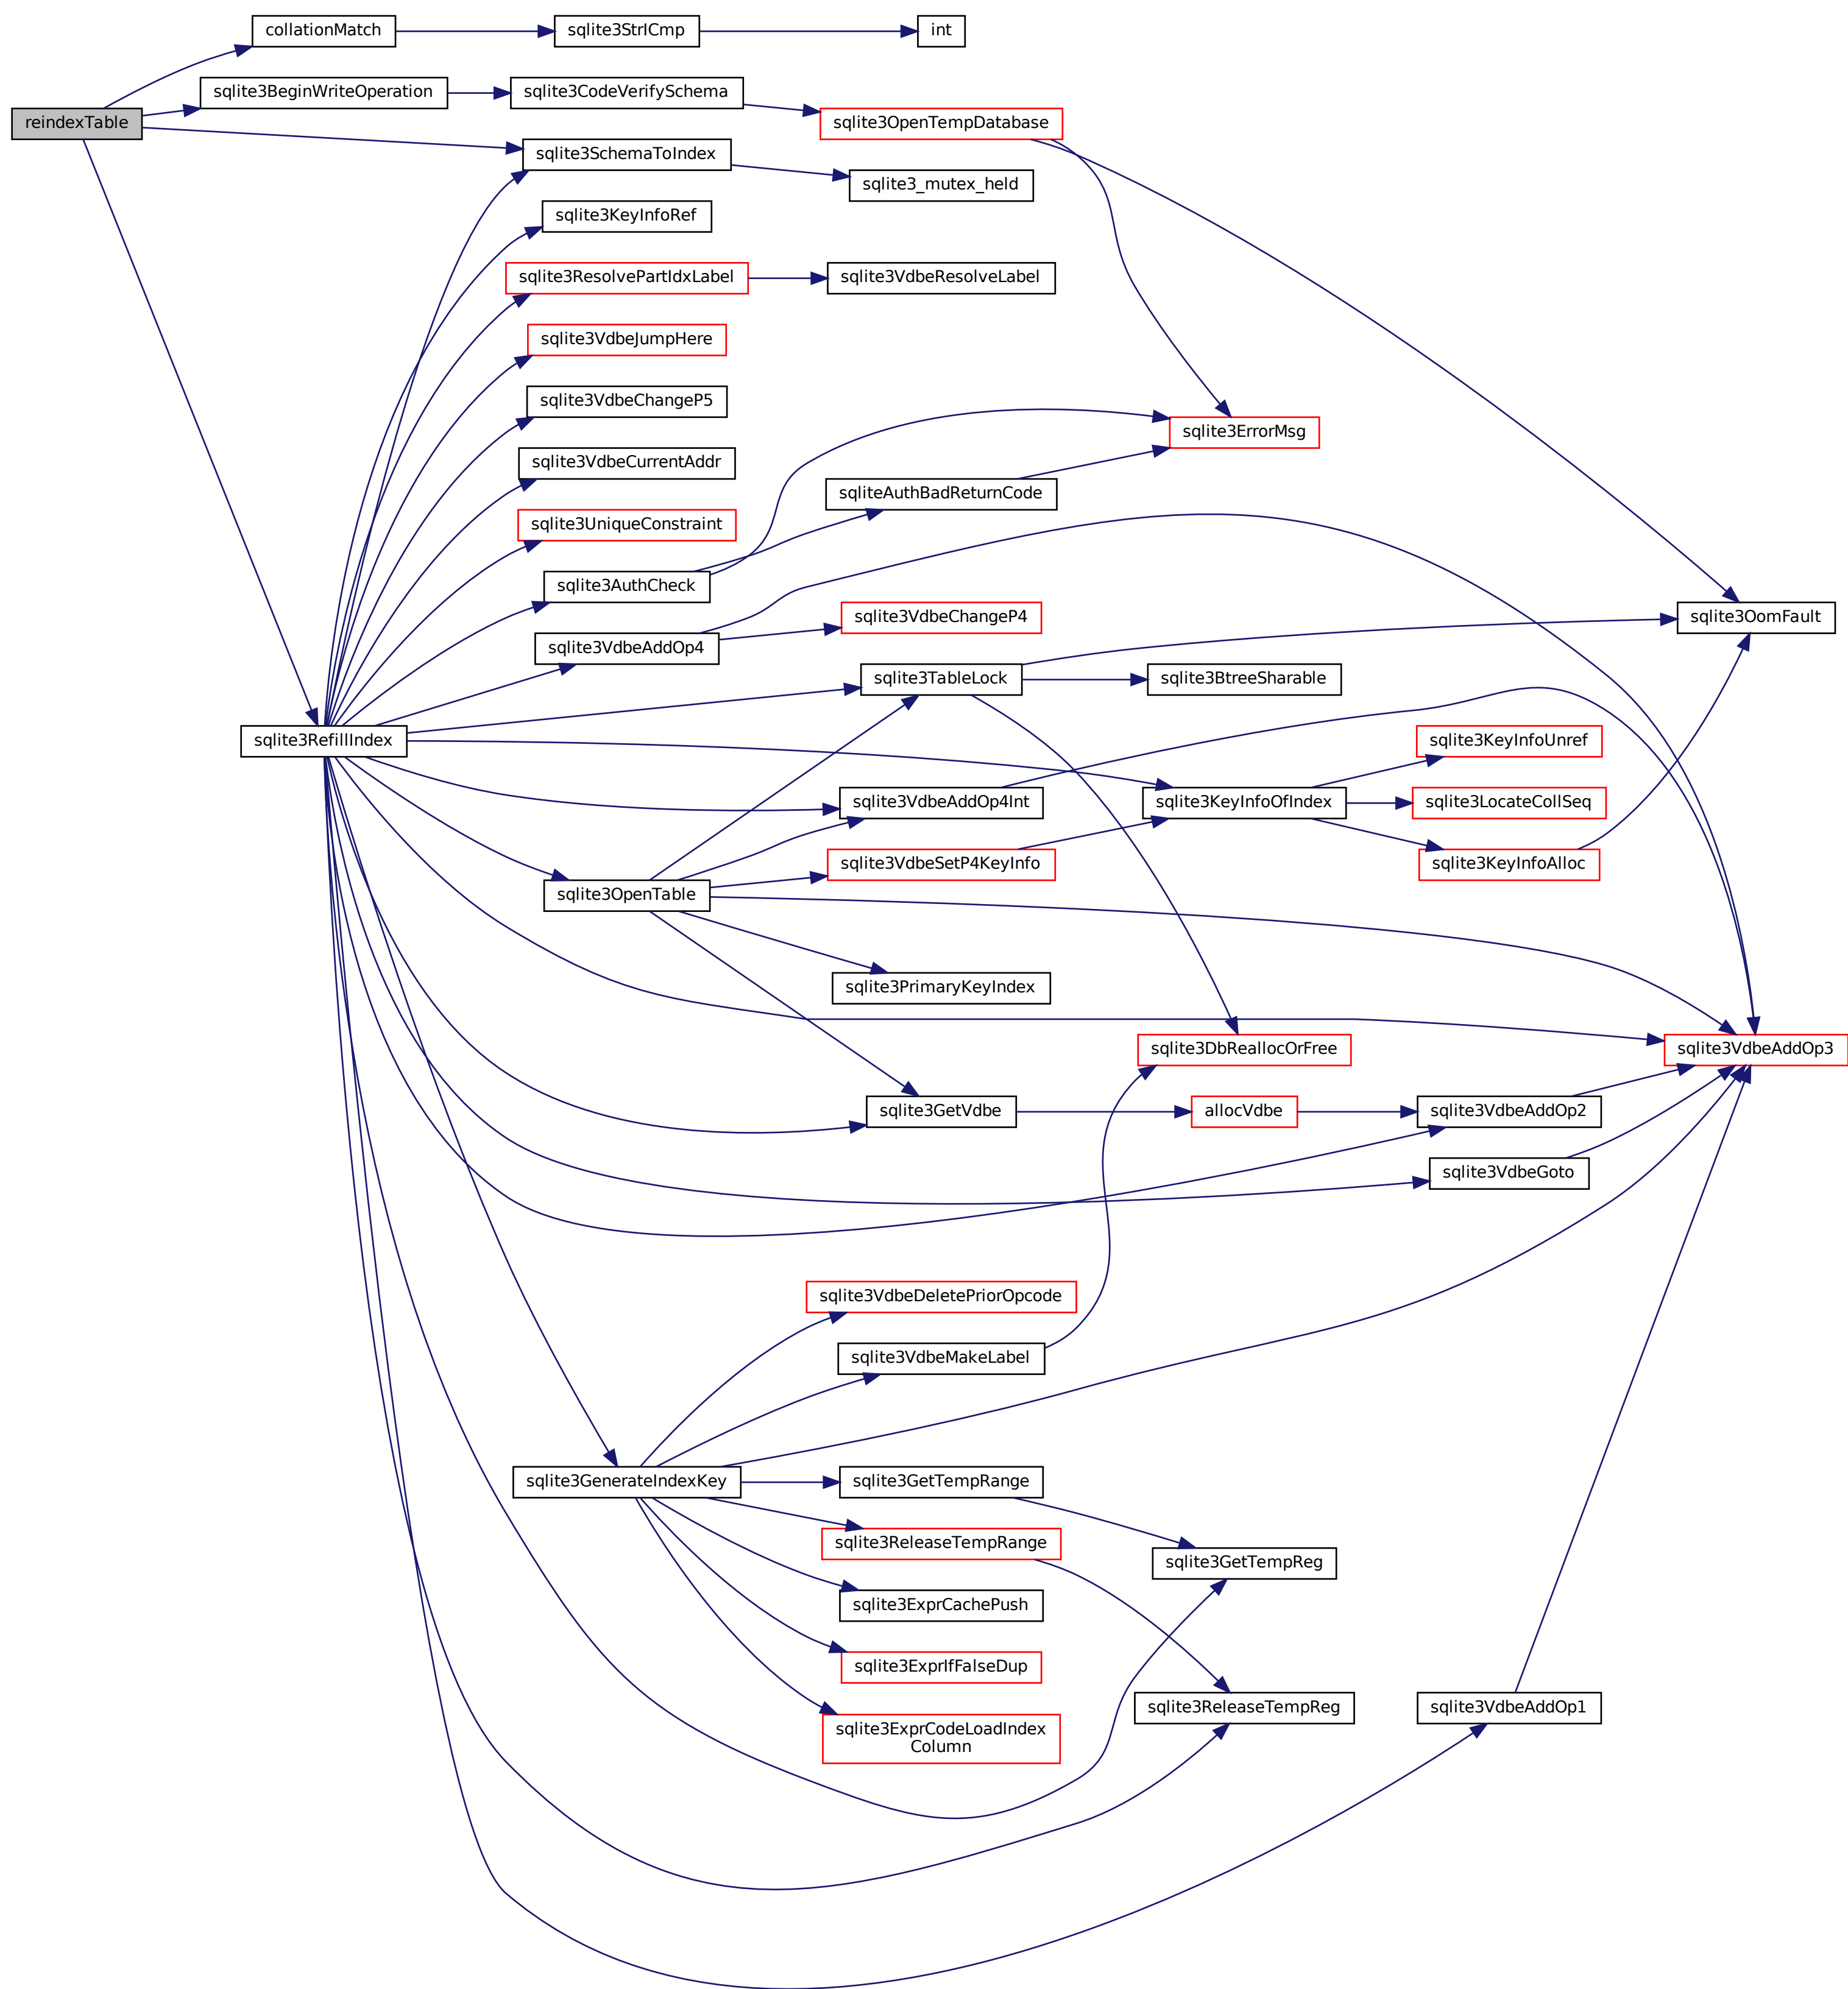 collationMatch
sqlite3StrICmp
int
sqlite3BeginWriteOperation
sqlite3CodeVerifySchema
reindexTable
sqlite3OpenTempDatabase
sqlite3SchemaToIndex
sqlite3_mutex_held
sqlite3KeyInfoRef
sqlite3ResolvePartIdxLabel
sqlite3VdbeResolveLabel
sqlite3VdbeJumpHere
sqlite3VdbeChangeP5
sqlite3ErrorMsg
sqlite3VdbeCurrentAddr
sqliteAuthBadReturnCode
sqlite3UniqueConstraint
sqlite3AuthCheck
sqlite3VdbeChangeP4
sqlite3OomFault
sqlite3VdbeAddOp4
sqlite3TableLock
sqlite3BtreeSharable
sqlite3RefillIndex
sqlite3KeyInfoUnref
sqlite3VdbeAddOp4Int
sqlite3KeyInfoOfIndex
sqlite3LocateCollSeq
sqlite3VdbeSetP4KeyInfo
sqlite3KeyInfoAlloc
sqlite3OpenTable
sqlite3PrimaryKeyIndex
sqlite3DbReallocOrFree
sqlite3VdbeAddOp3
sqlite3GetVdbe
allocVdbe
sqlite3VdbeAddOp2
sqlite3VdbeGoto
sqlite3VdbeDeletePriorOpcode
sqlite3VdbeMakeLabel
sqlite3GenerateIndexKey
sqlite3GetTempRange
sqlite3ReleaseTempRange
sqlite3GetTempReg
sqlite3ExprCachePush
sqlite3ExprIfFalseDup
sqlite3ReleaseTempReg
sqlite3VdbeAddOp1
sqlite3ExprCodeLoadIndex
Column